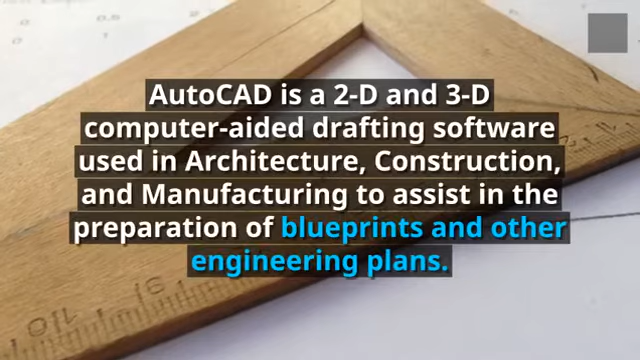 AutoCAD is a 2-D and 3-D
computer-aided drafting software
used in Architecture, Construction,
and Manufacturing to assist in the
preparation of blueprints and other
engineering plans.